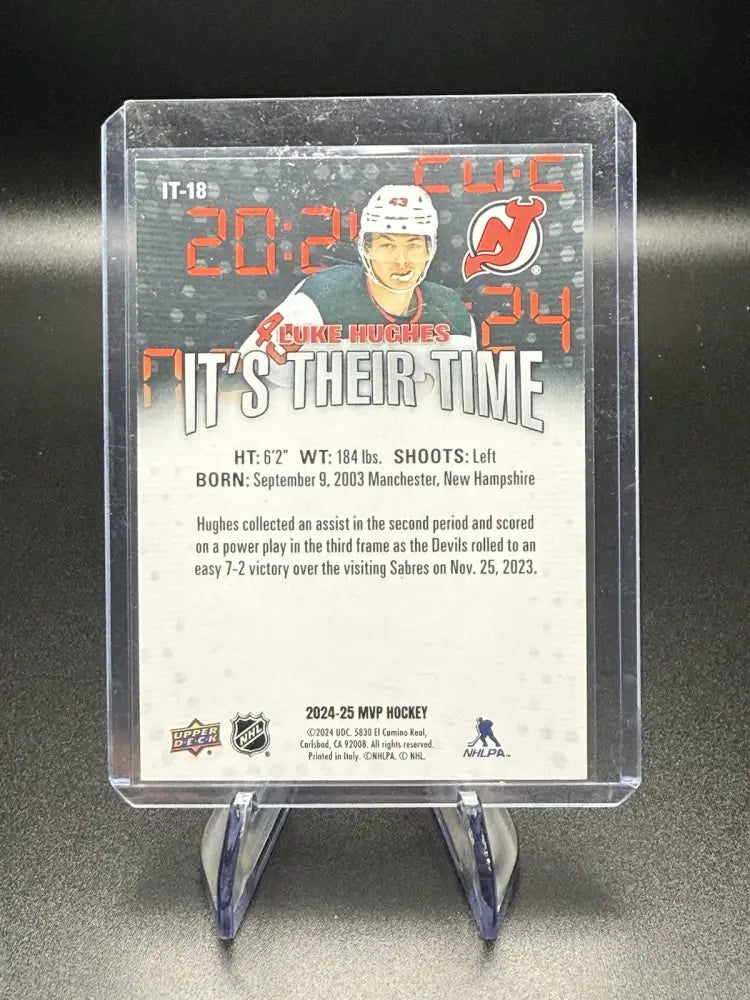 IT-18
20:2
:24
43
43
LUKE HUGHES
IT'S THEIR TIME
HT: 6'2" WT: 184 lbs. SHOOTS: Left
BORN: September 9, 2003 Manchester, New Hampshire
Hughes collected an assist in the second period and scored
on a power play in the third frame as the Devils rolled to an
easy 7-2 victory over the visiting Sabres on Nov. 25, 2023.
2024-25 MVP HOCKEY
©2024 UDC. 5830 El Camino Real,
Carlsbad, CA 92008. All rights reserved.
Printed in Italy. ©NHLPA. © NHL.
UPPER
DECK
NHL
NHLPA